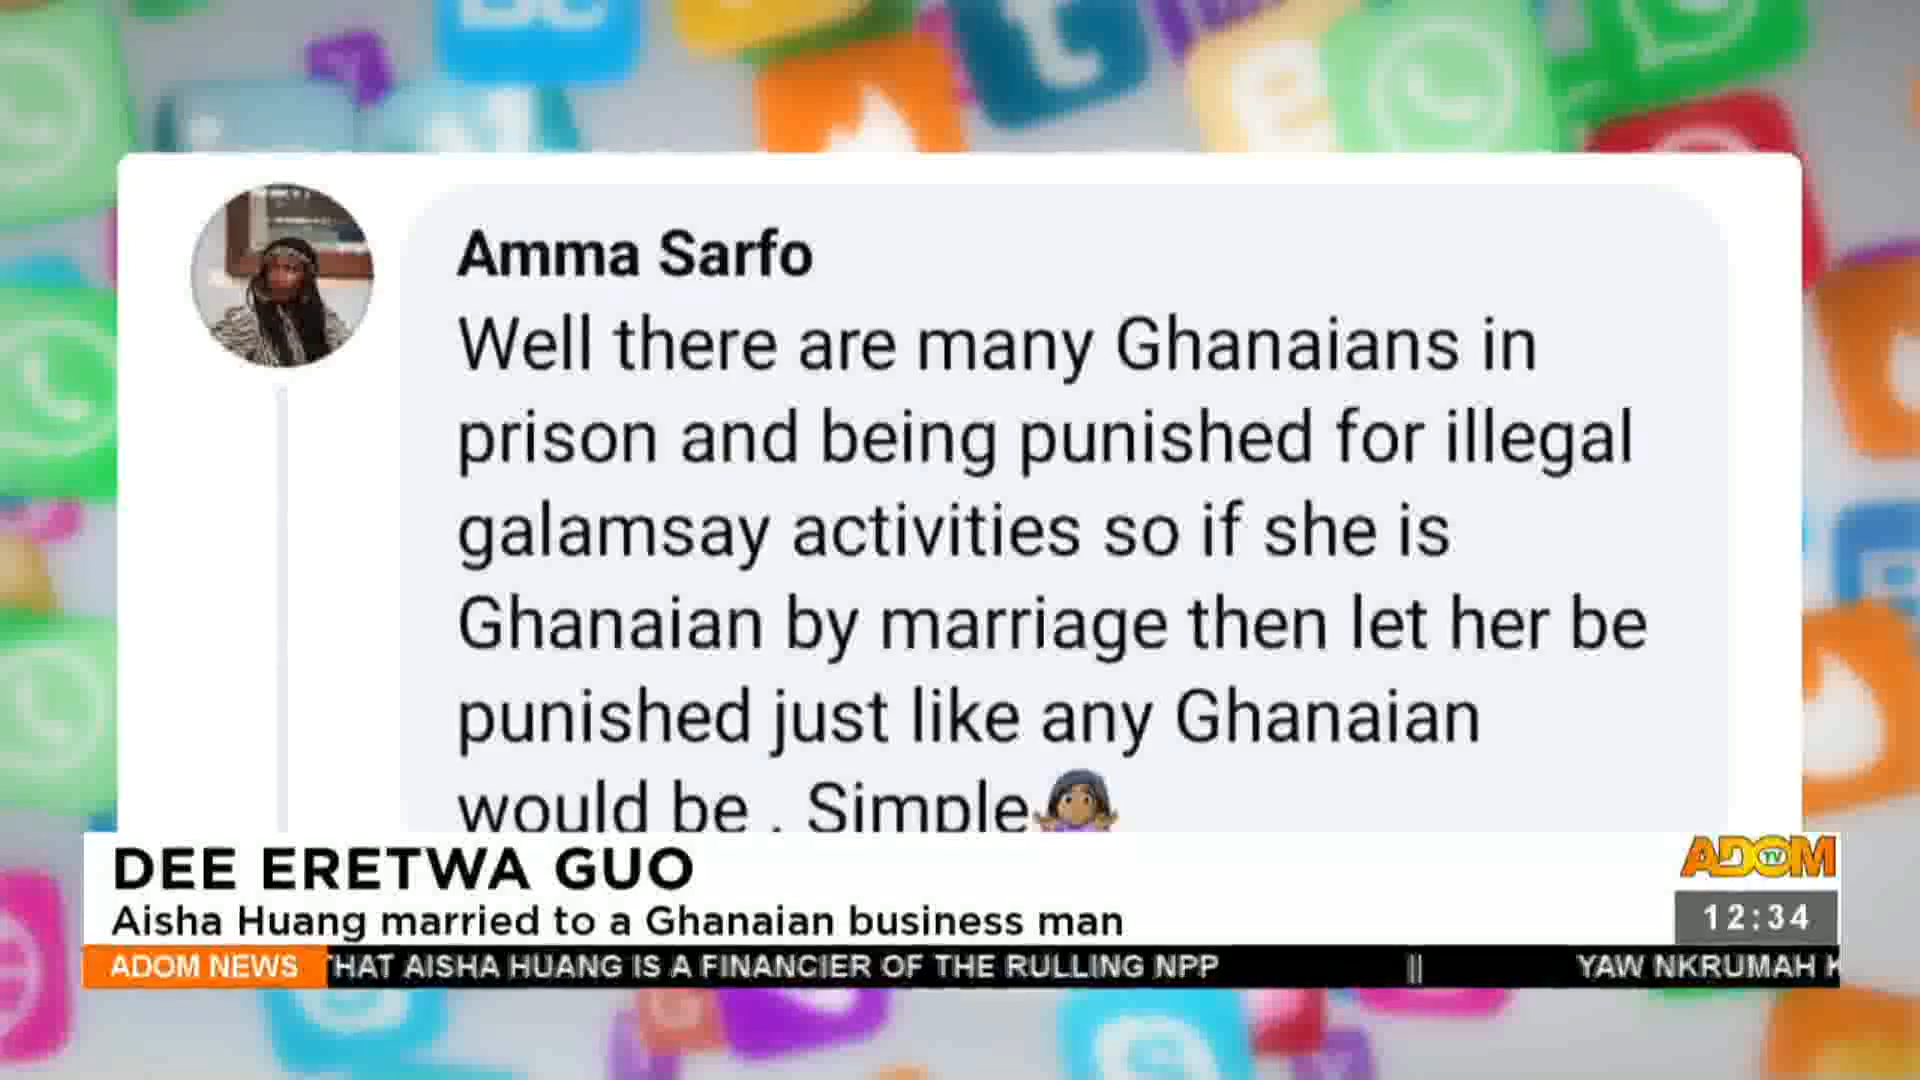 Amma Sarfo
Well there are many Ghanaians in
prison and being punished for illegal
galamsay activities so if she is
Ghanaian by marriage then let her be
punished just like any Ghanaian
would be . Simple
DEE ERETWA GUO
Aisha Huang married to a Ghanaian business man
ADOM TV
12:34
ADOM NEWS
HAT AISHA HUANG IS A FINANCIER OF THE RULLING NPP || YAW NKRUMAH K